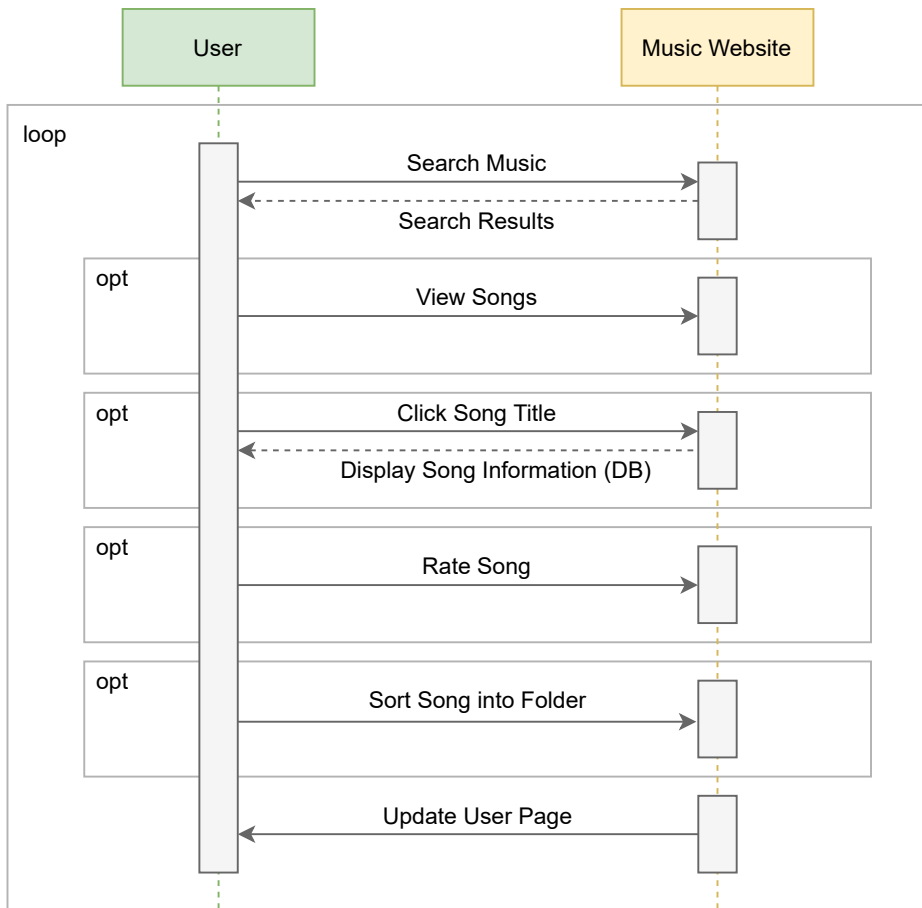 User
Music Website
loop
Search Music
Search Results
opt
View Songs
opt
Click Song Title
Display Song Information (DB)
opt
Rate Song
opt
Sort Song into Folder
Update User Page